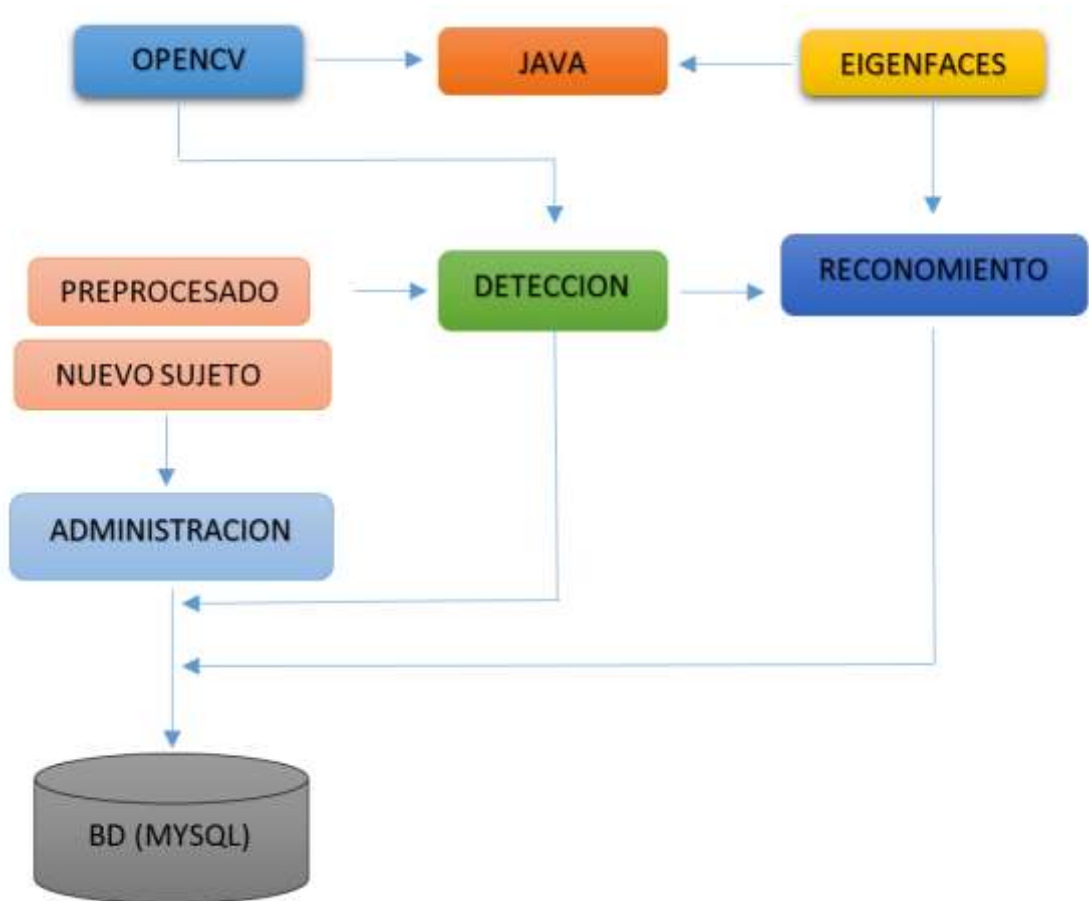 OPENCV
JAVA
EIGENFACES
PREPROCESADO
DETECCION
RECONOMIENTO
NUEVO SUJETO
ADMINISTRACION
BD (MYSQL)